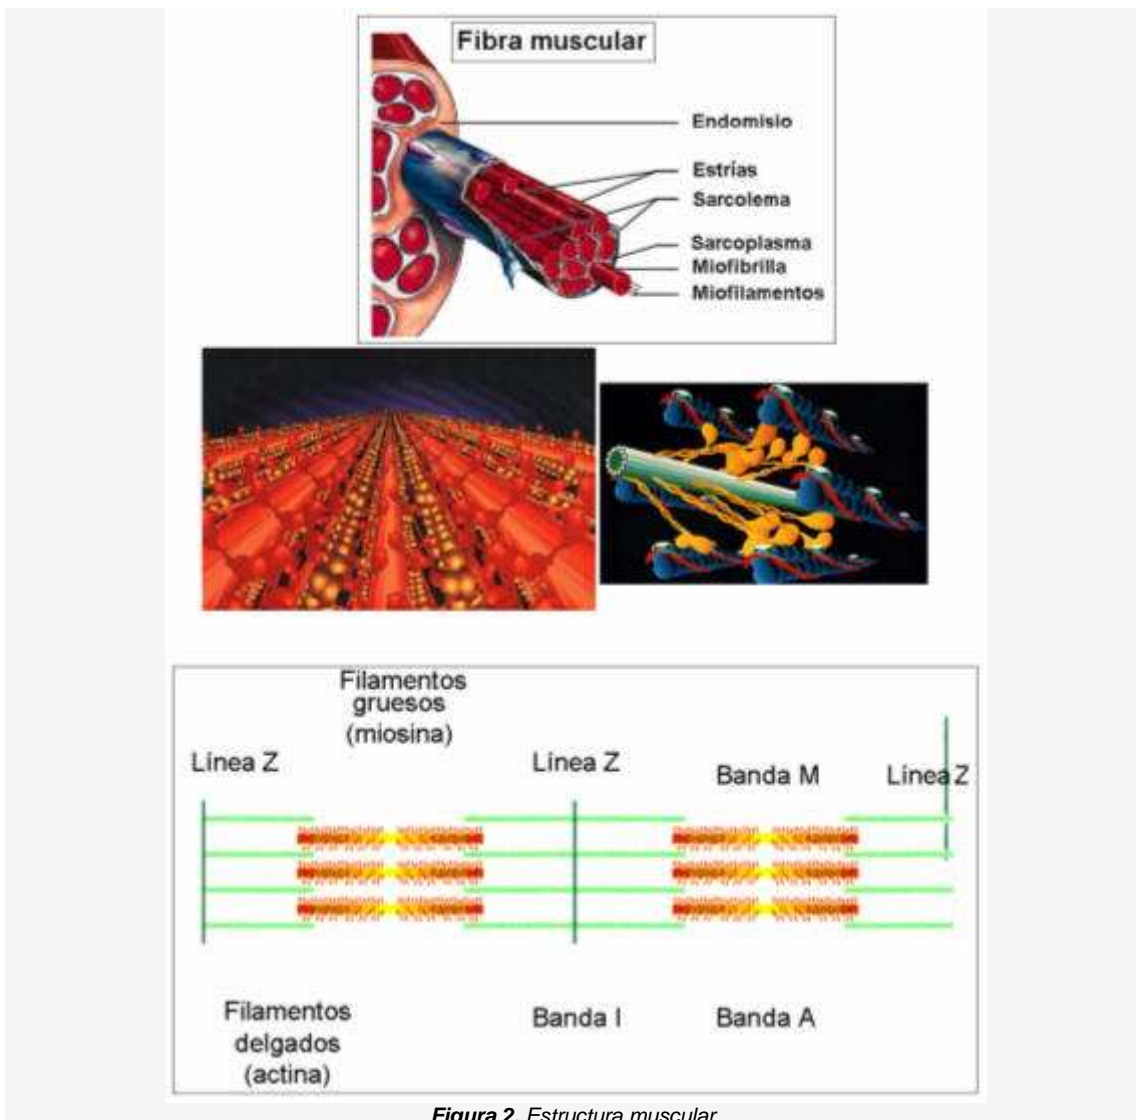 Fibra muscular
Endomisio
Estrías
Sarcolema
Sarcoplasma
Miofibrilla
Miofilamentos
Filamentos
gruesos
(miosina)
Línea Z
Línea Z
Banda M
Línea Z
Filamentos
delgados
(actina)
Banda I
Banda A
Figura 2. Estructura muscular